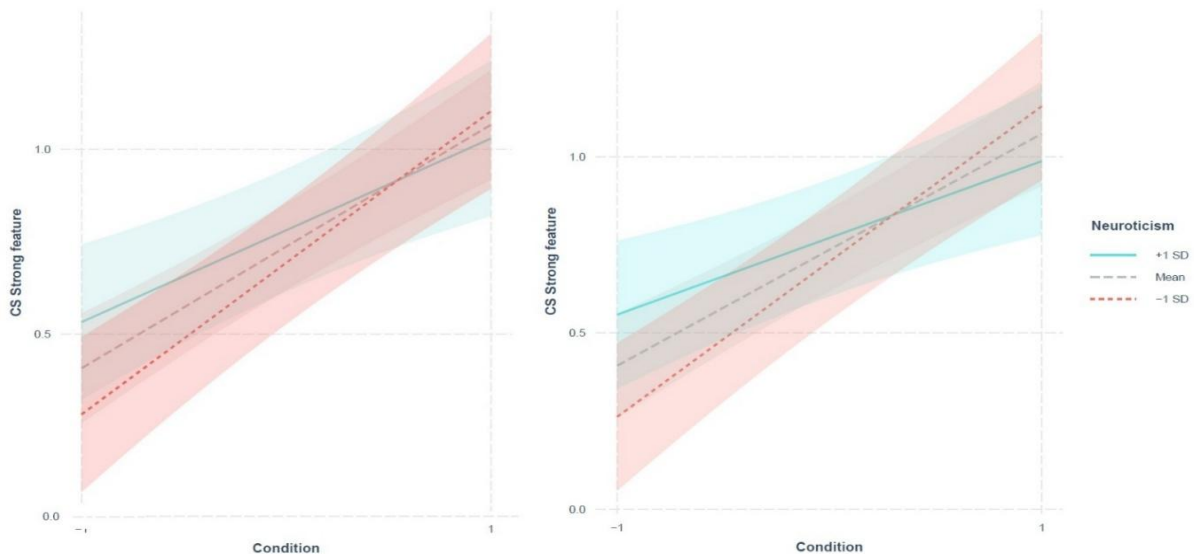 CS Strong feature
1.0
0.5
0.0
1
Condition
CS Strong feature
1.0
0.5
0.0
−1
1
Condition
Neuroticism
+1 SD
Mean
−1 SD